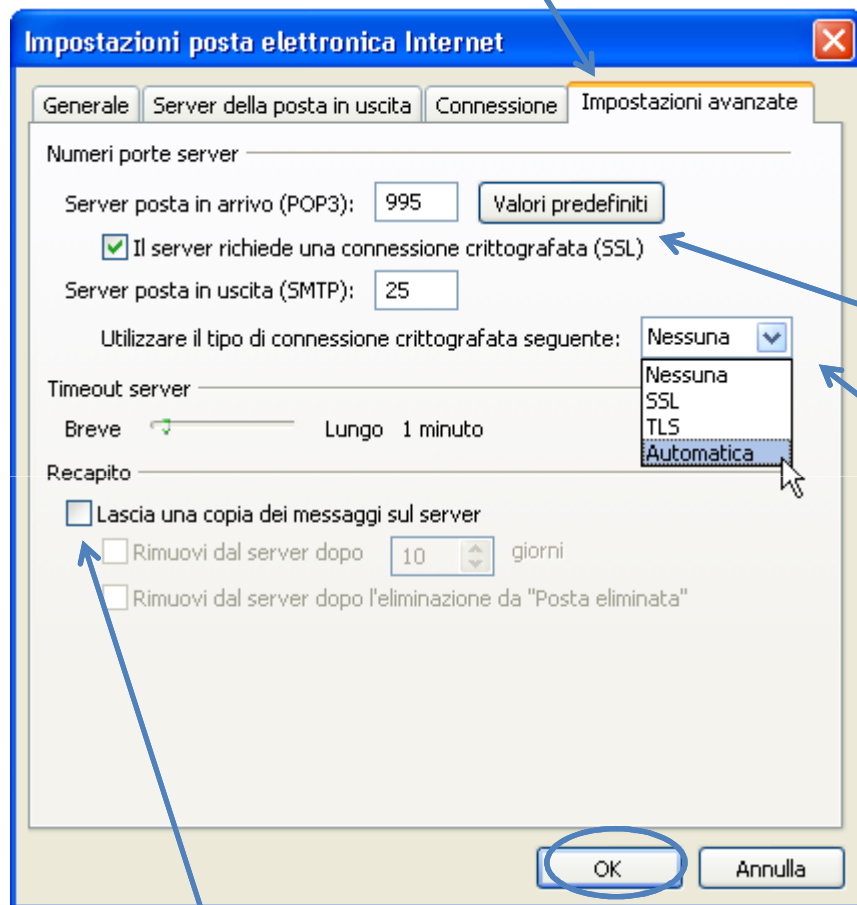 Impostazioni posta elettronica Internet
Generale Server della posta in uscita Connessione Impostazioni avanzate
Numeri porte server
Server posta in arrivo (POP3): 995 Valori predefiniti
Il server richiede una connessione crittografata (SSL)
Server posta in uscita (SMTP): 25
Utilizzare il tipo di connessione crittografata seguente: Nessuna
Nessuna
SSL
TLS
Automatica
Timeout server
Breve Lungo 1 minuto
Recapito
Lascia una copia dei messaggi sul server
Rimuovi dal server dopo 10 giorni
Rimuovi dal server dopo l'eliminazione da "Posta eliminata"
OK Annulla